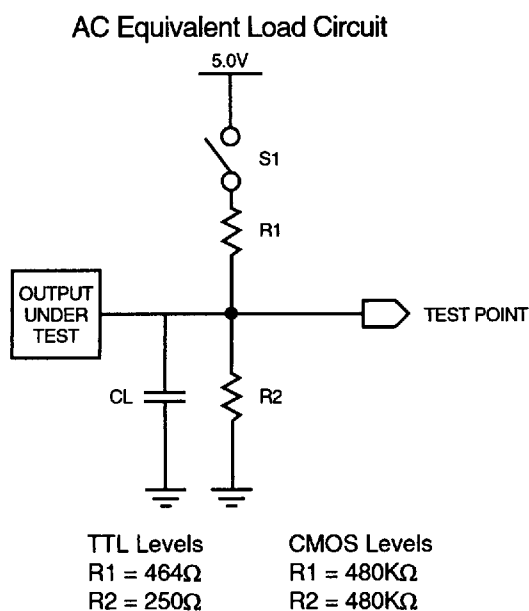 AC Equivalent Load Circuit
5.0V
S1
R1
OUTPUT
UNDER
TEST
TEST POINT
CL
R2
TTL Levels
R1 = 464Ω
R2 = 250Ω
CMOS Levels
R1 = 480KΩ
R2 = 480KΩ